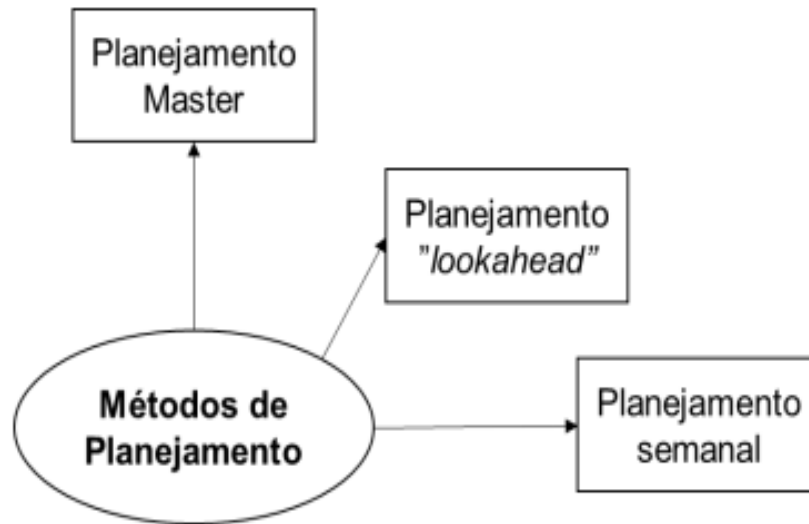 Planejamento
Master
Planejamento
”lookahead”
Métodos de
Planejamento
Planejamento
semanal